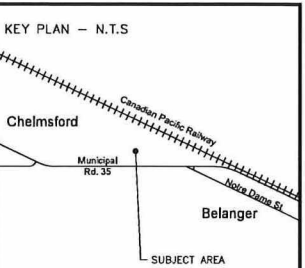 KEY PLAN – N.T.S
Canadian Pacific Railway
Chelmsford
Municipal
Rd. 35
Notre Dame St
Belanger
SUBJECT AREA